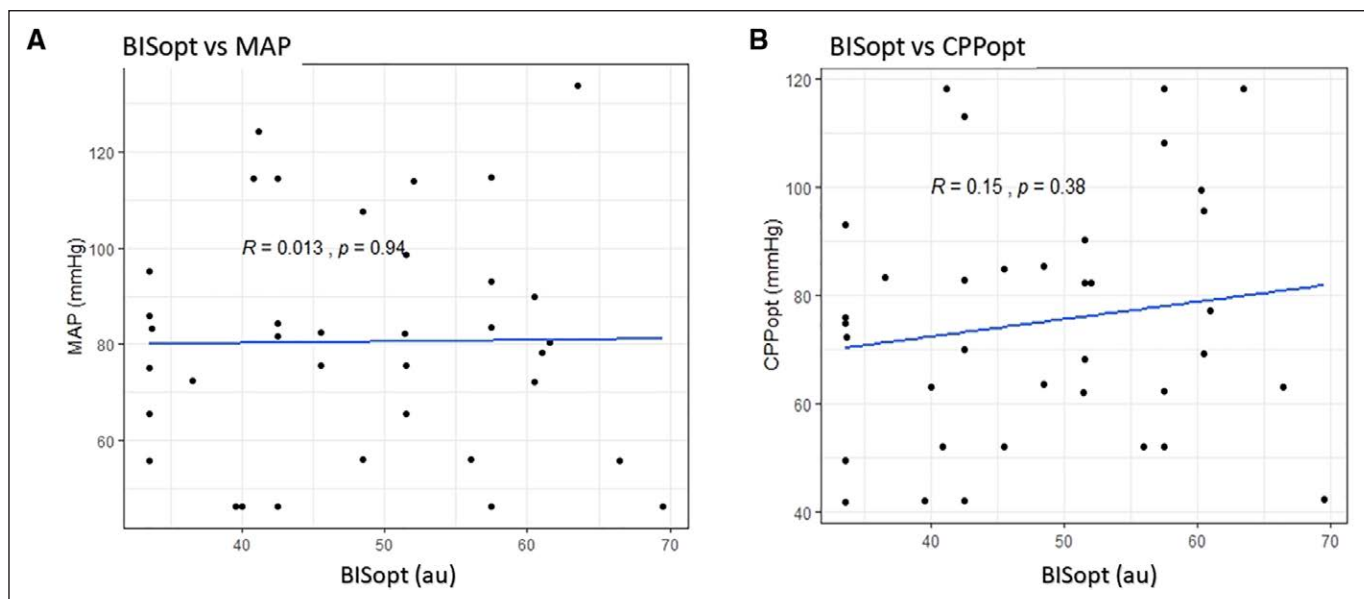 A
BISopt vs MAP
120
100
80
60
R = 0.013 , p = 0.94
MAP (mmHg)
40
50
60
70
BISopt (au)
B
BISopt vs CPPopt
120
100
80
60
40
R = 0.15 , p = 0.38
CPPopt (mmHg)
40
50
60
70
BISopt (au)